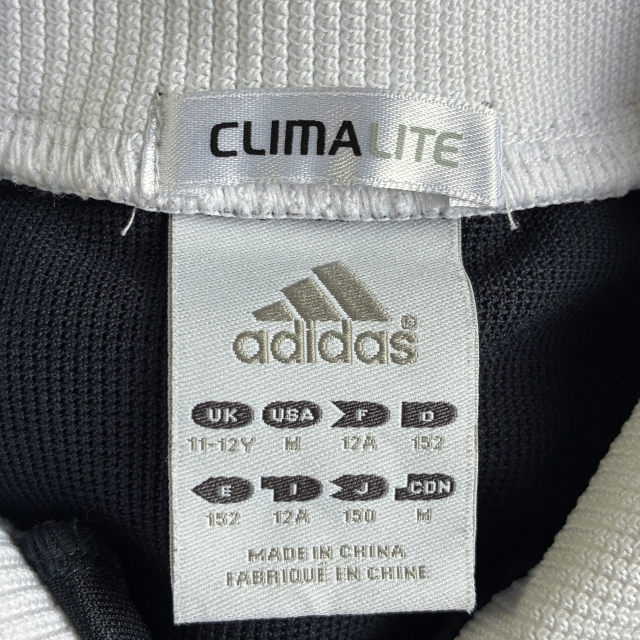 CLIMALITE
adidas®
UK USA F D
11-12Y M 12A 152
E I J CDN
152 12A 150 M
MADE IN CHINA
FABRIQUÉ EN CHINE